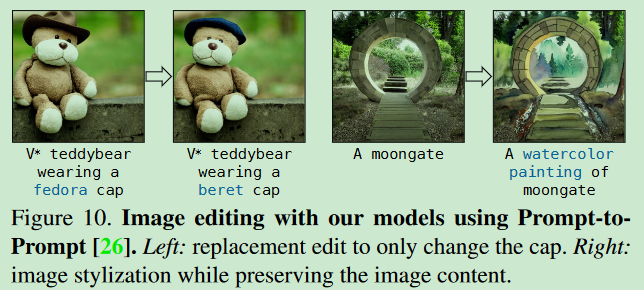 V* teddybear
wearing a
fedora cap
V* teddybear
wearing a
beret cap
A moongate
A watercolor
painting of
moongate
Figure 10. Image editing with our models using Prompt-to-
Prompt [26]. Left: replacement edit to only change the cap. Right:
image stylization while preserving the image content.